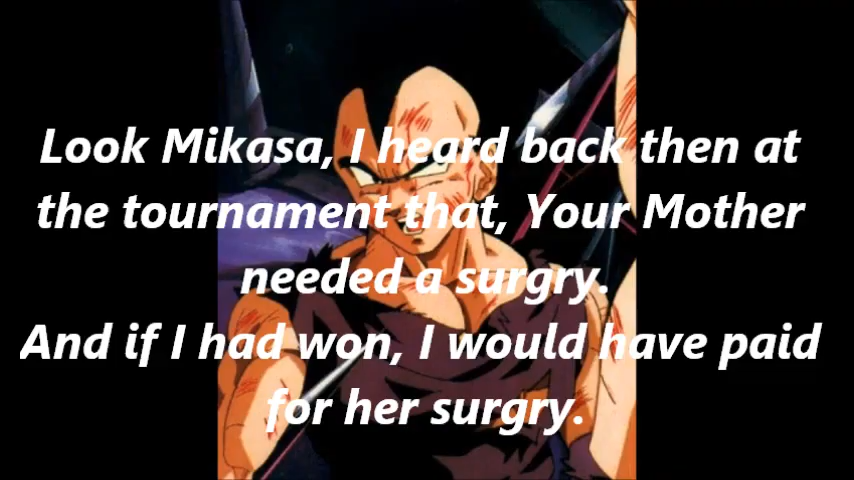 Look Mikasa, I heard back then at
the tournament that, Your Mother
needed a surgry.
And if I had won, I would have paid
for her surgry.